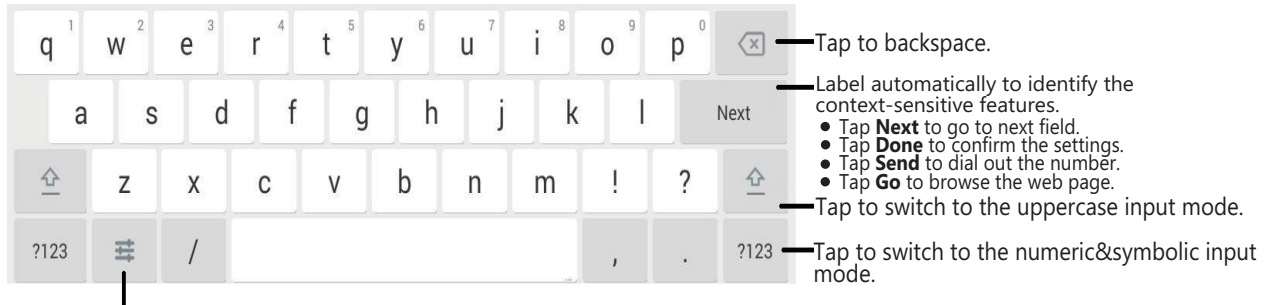 q 1 w 2 e 3 r 4 t 5 y 6 u 7 i 8 o 9 p 0
Tap to backspace.
a s d f g h j k l Next
Label automatically to identify the
context-sensitive features.
● Tap Next to go to next field.
● Tap Done to confirm the settings.
● Tap Send to dial out the number.
● Tap Go to browse the web page.
z x c v b n m ! ?
Tap to switch to the uppercase input mode.
?123 / , . ?123
Tap to switch to the numeric&symbolic input
mode.